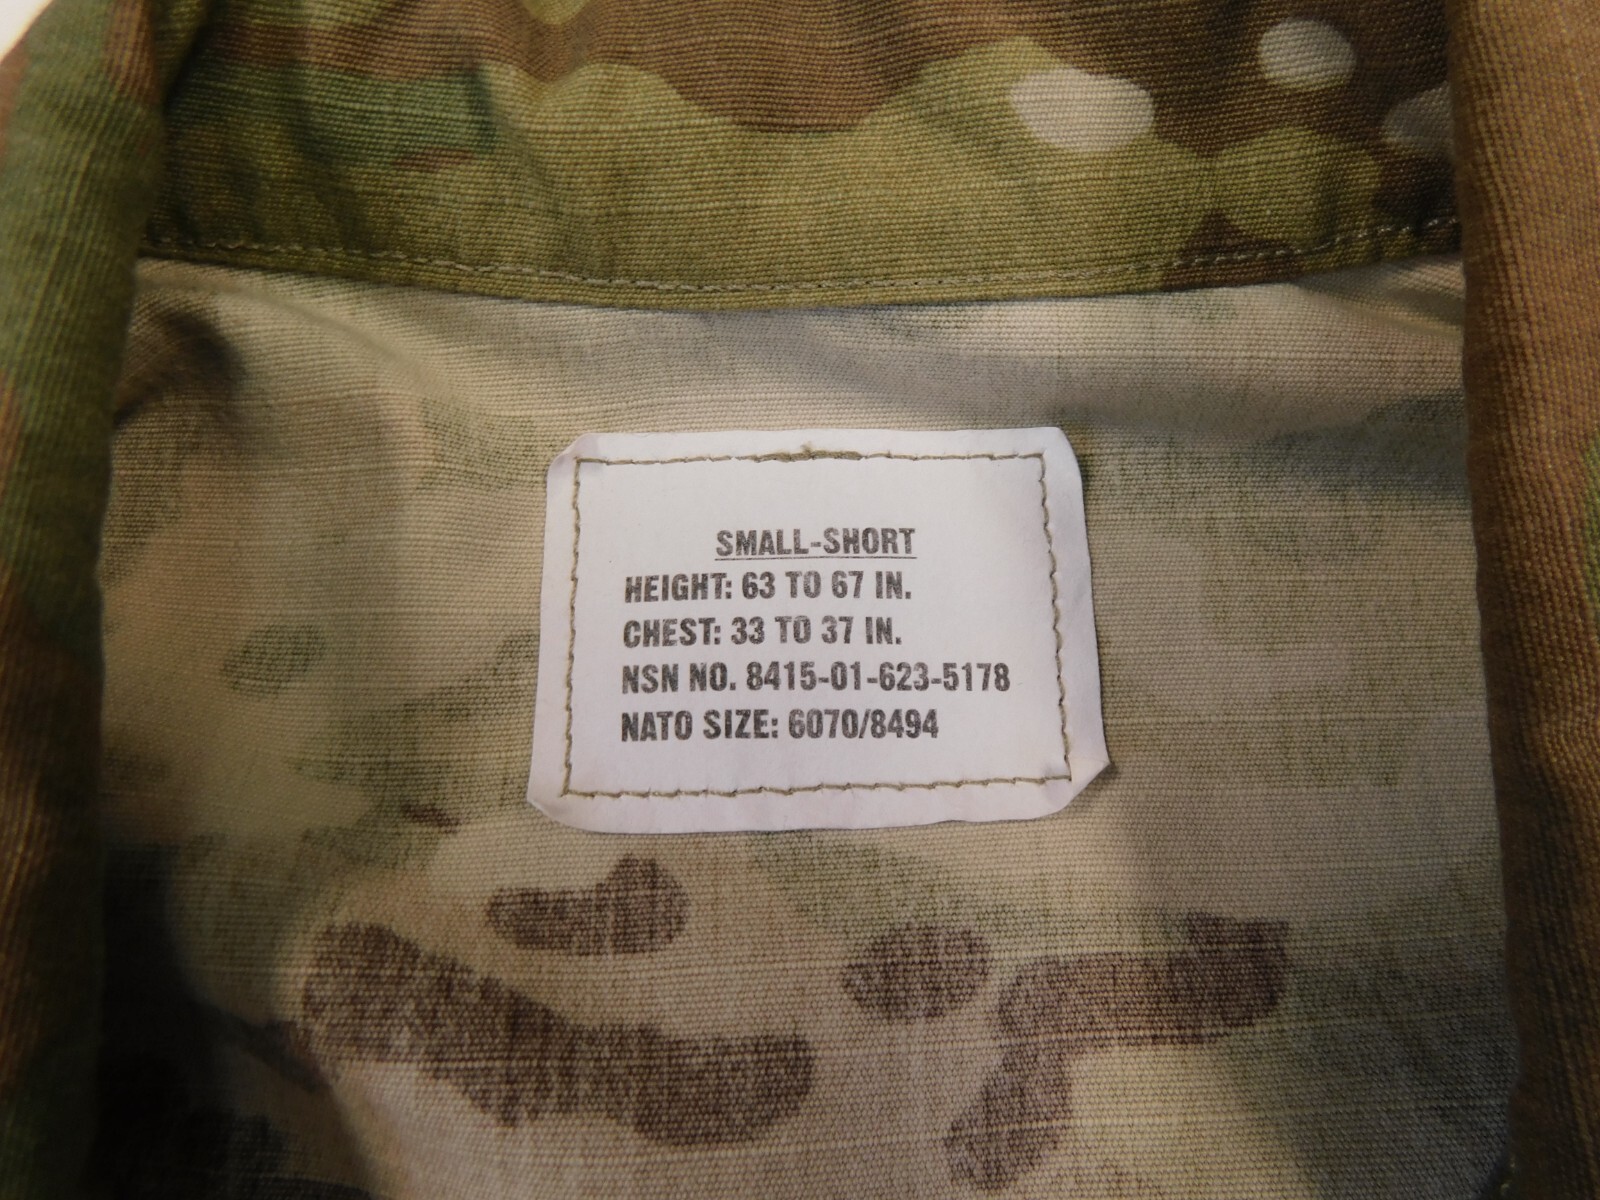 SMALL-SHORT
HEIGHT: 63 TO 67 IN.
CHEST: 33 TO 37 IN.
NSN NO. 8415-01-623-5178
NATO SIZE: 6070/8494